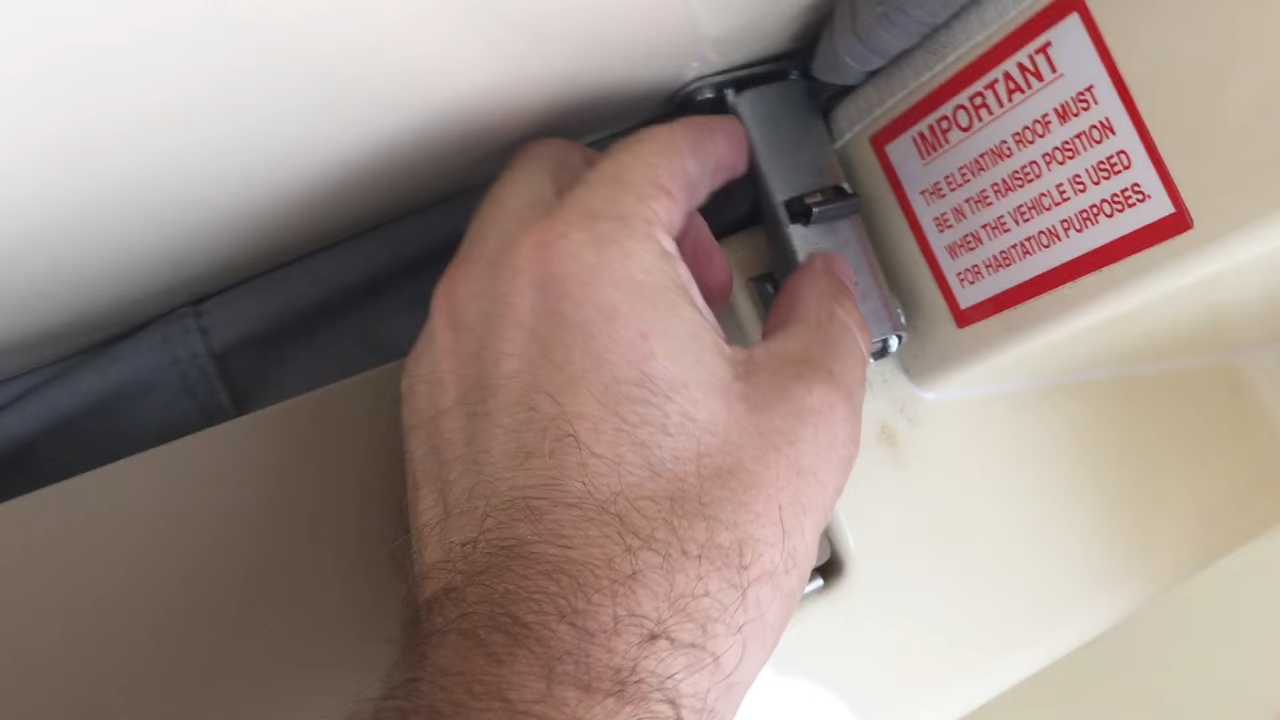 IMPORTANT
THE ELEVATING ROOF MUST
BE IN THE RAISED POSITION
WHEN THE VEHICLE IS USED
FOR HABITATION PURPOSES.